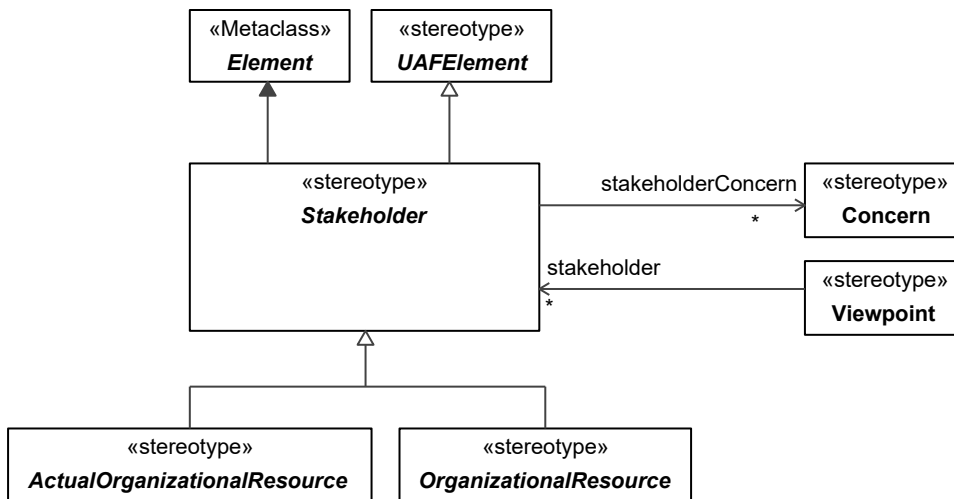 «Metaclass»
Element
«stereotype»
UAFElement
«stereotype»
Stakeholder
stakeholderConcern
*
«stereotype»
Concern
stakeholder
*
«stereotype»
Viewpoint
«stereotype»
ActualOrganizationalResource
«stereotype»
OrganizationalResource